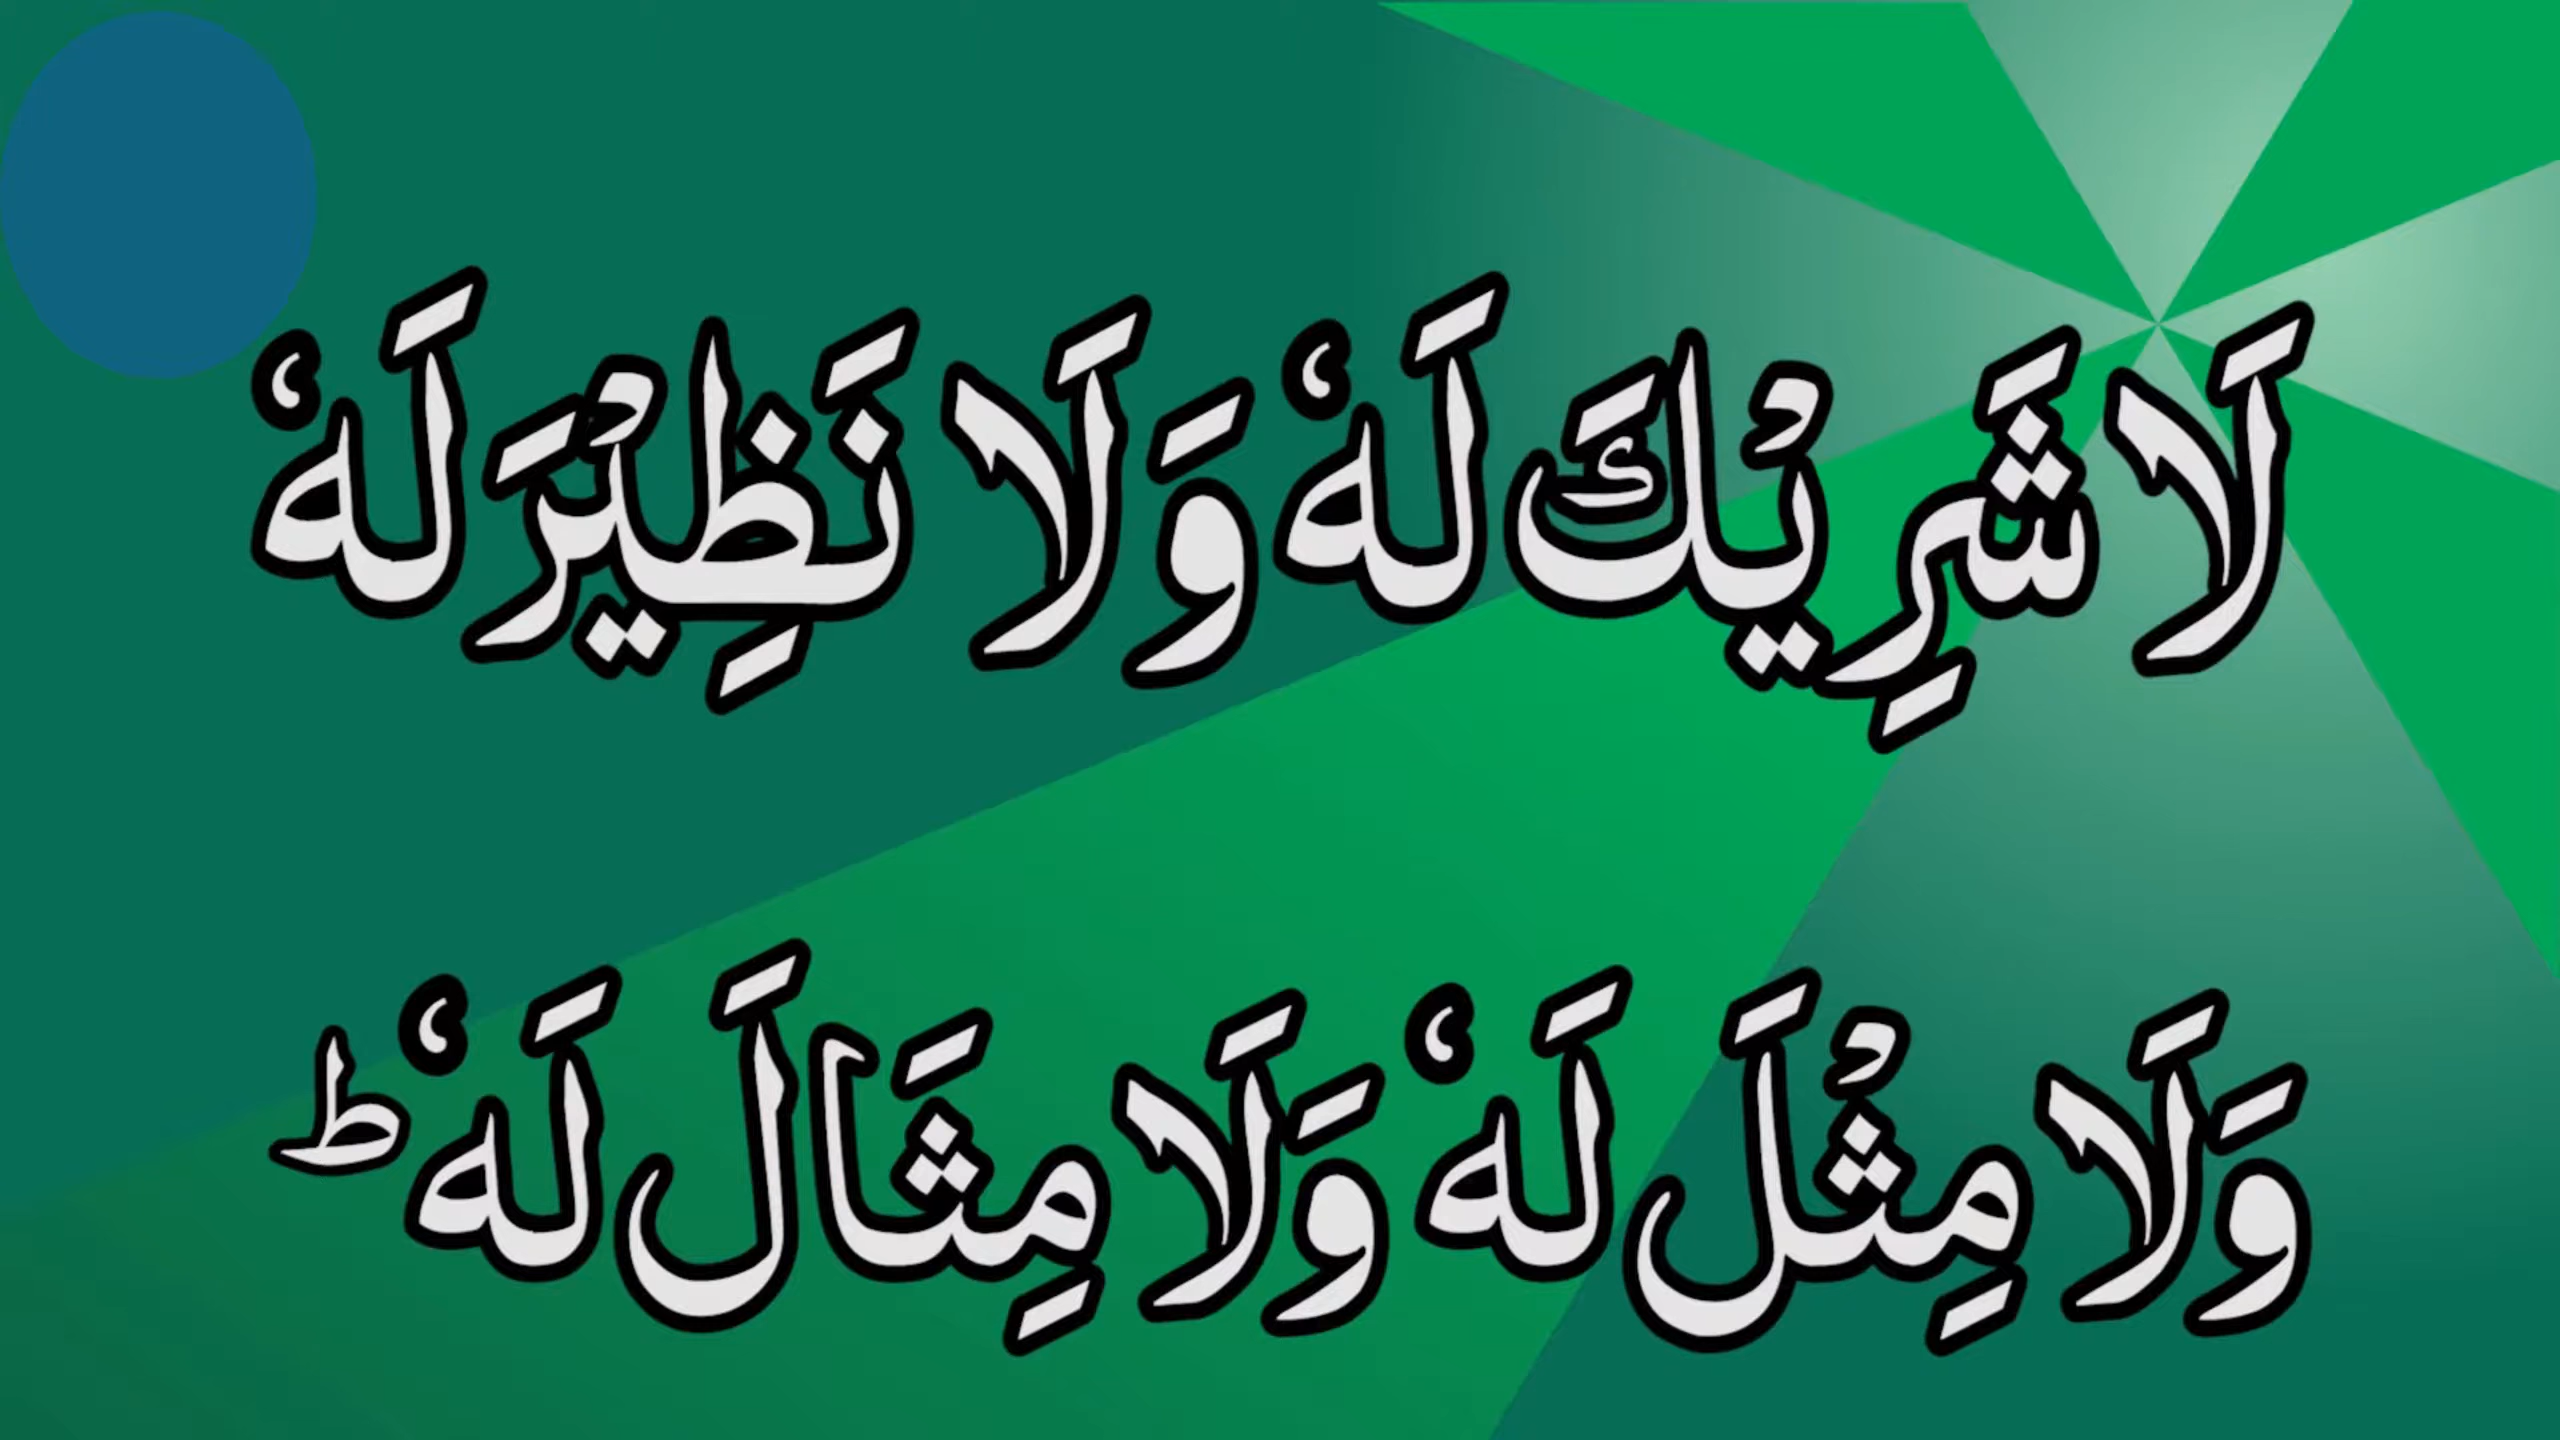 لَا شَرِيْكَ لَهٗ وَلَا نَظِيْرَ لَهٗ
وَلَا مِثْلَ لَهٗ وَلَا مِثَالَ لَهٗ ؕ